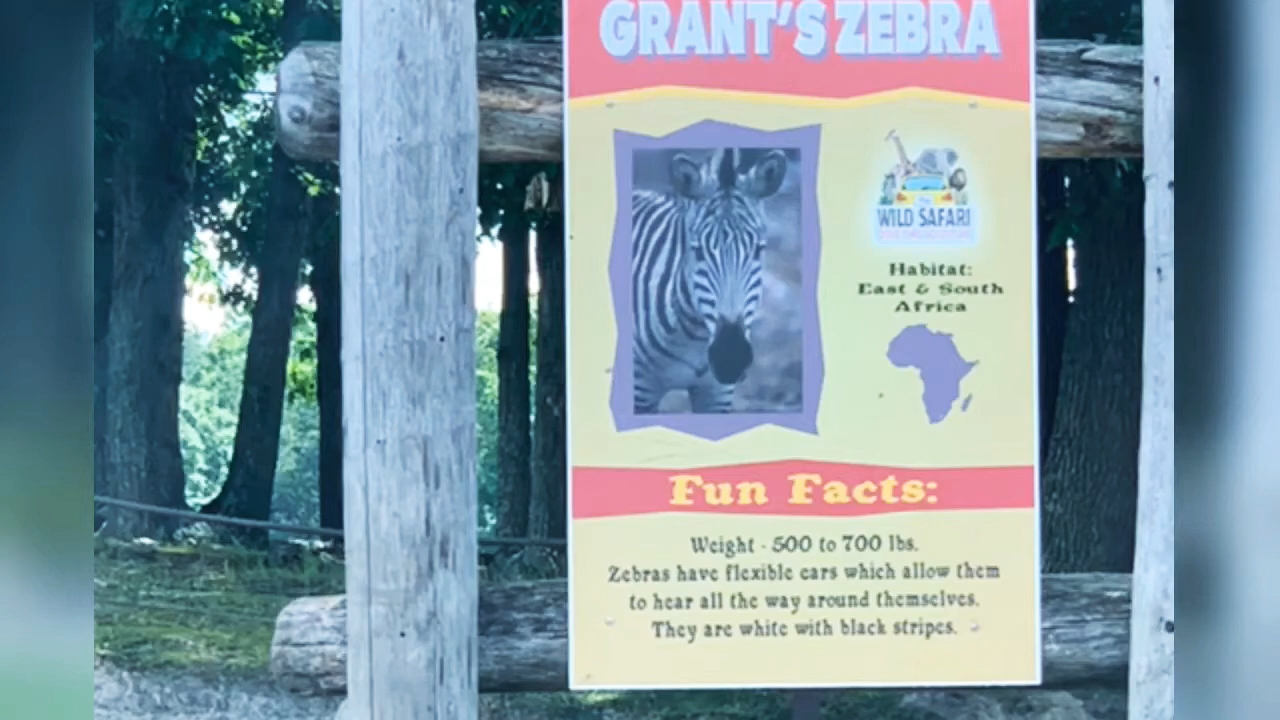 GRANT'S ZEBRA
WILD SAFARI
Habitat:
East & South
Africa
Fun Facts:
Weight - 500 to 700 lbs.
Zebras have flexible ears which allow them
to hear all the way around themselves.
They are white with black stripes.